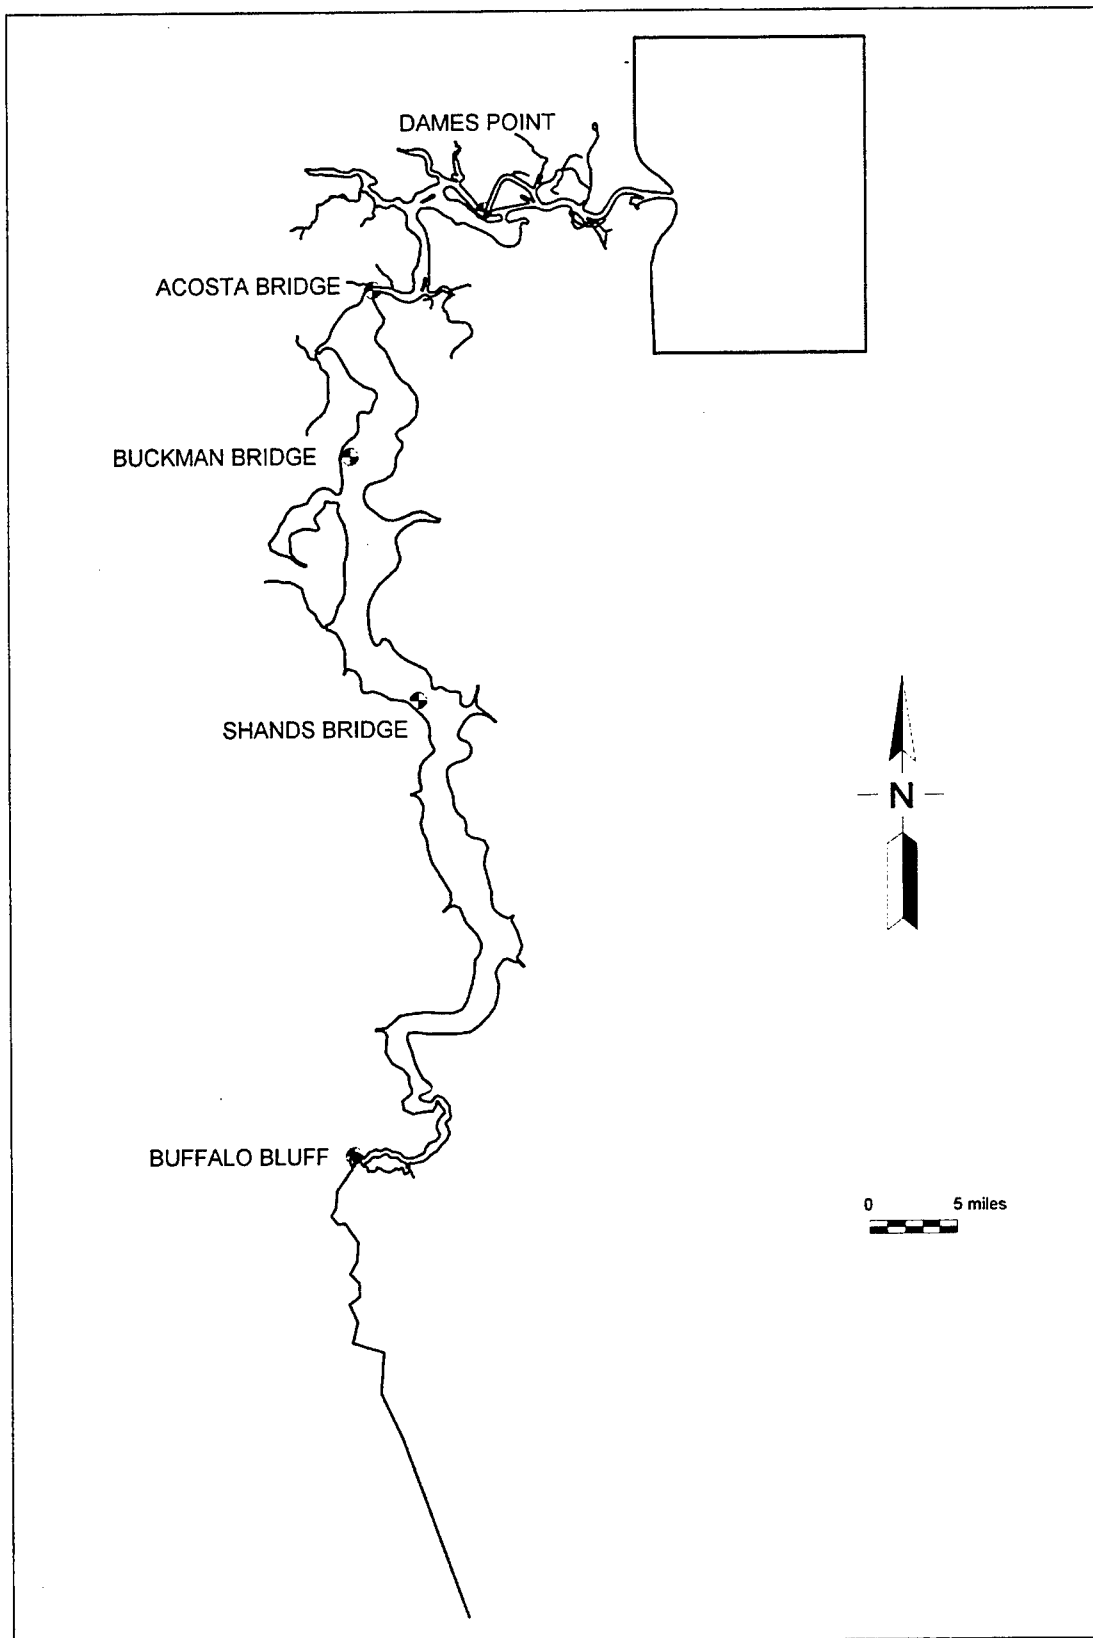 DAMES POINT
ACOSTA BRIDGE
BUCKMAN BRIDGE
SHANDS BRIDGE
N
BUFFALO BLUFF
0 5 miles